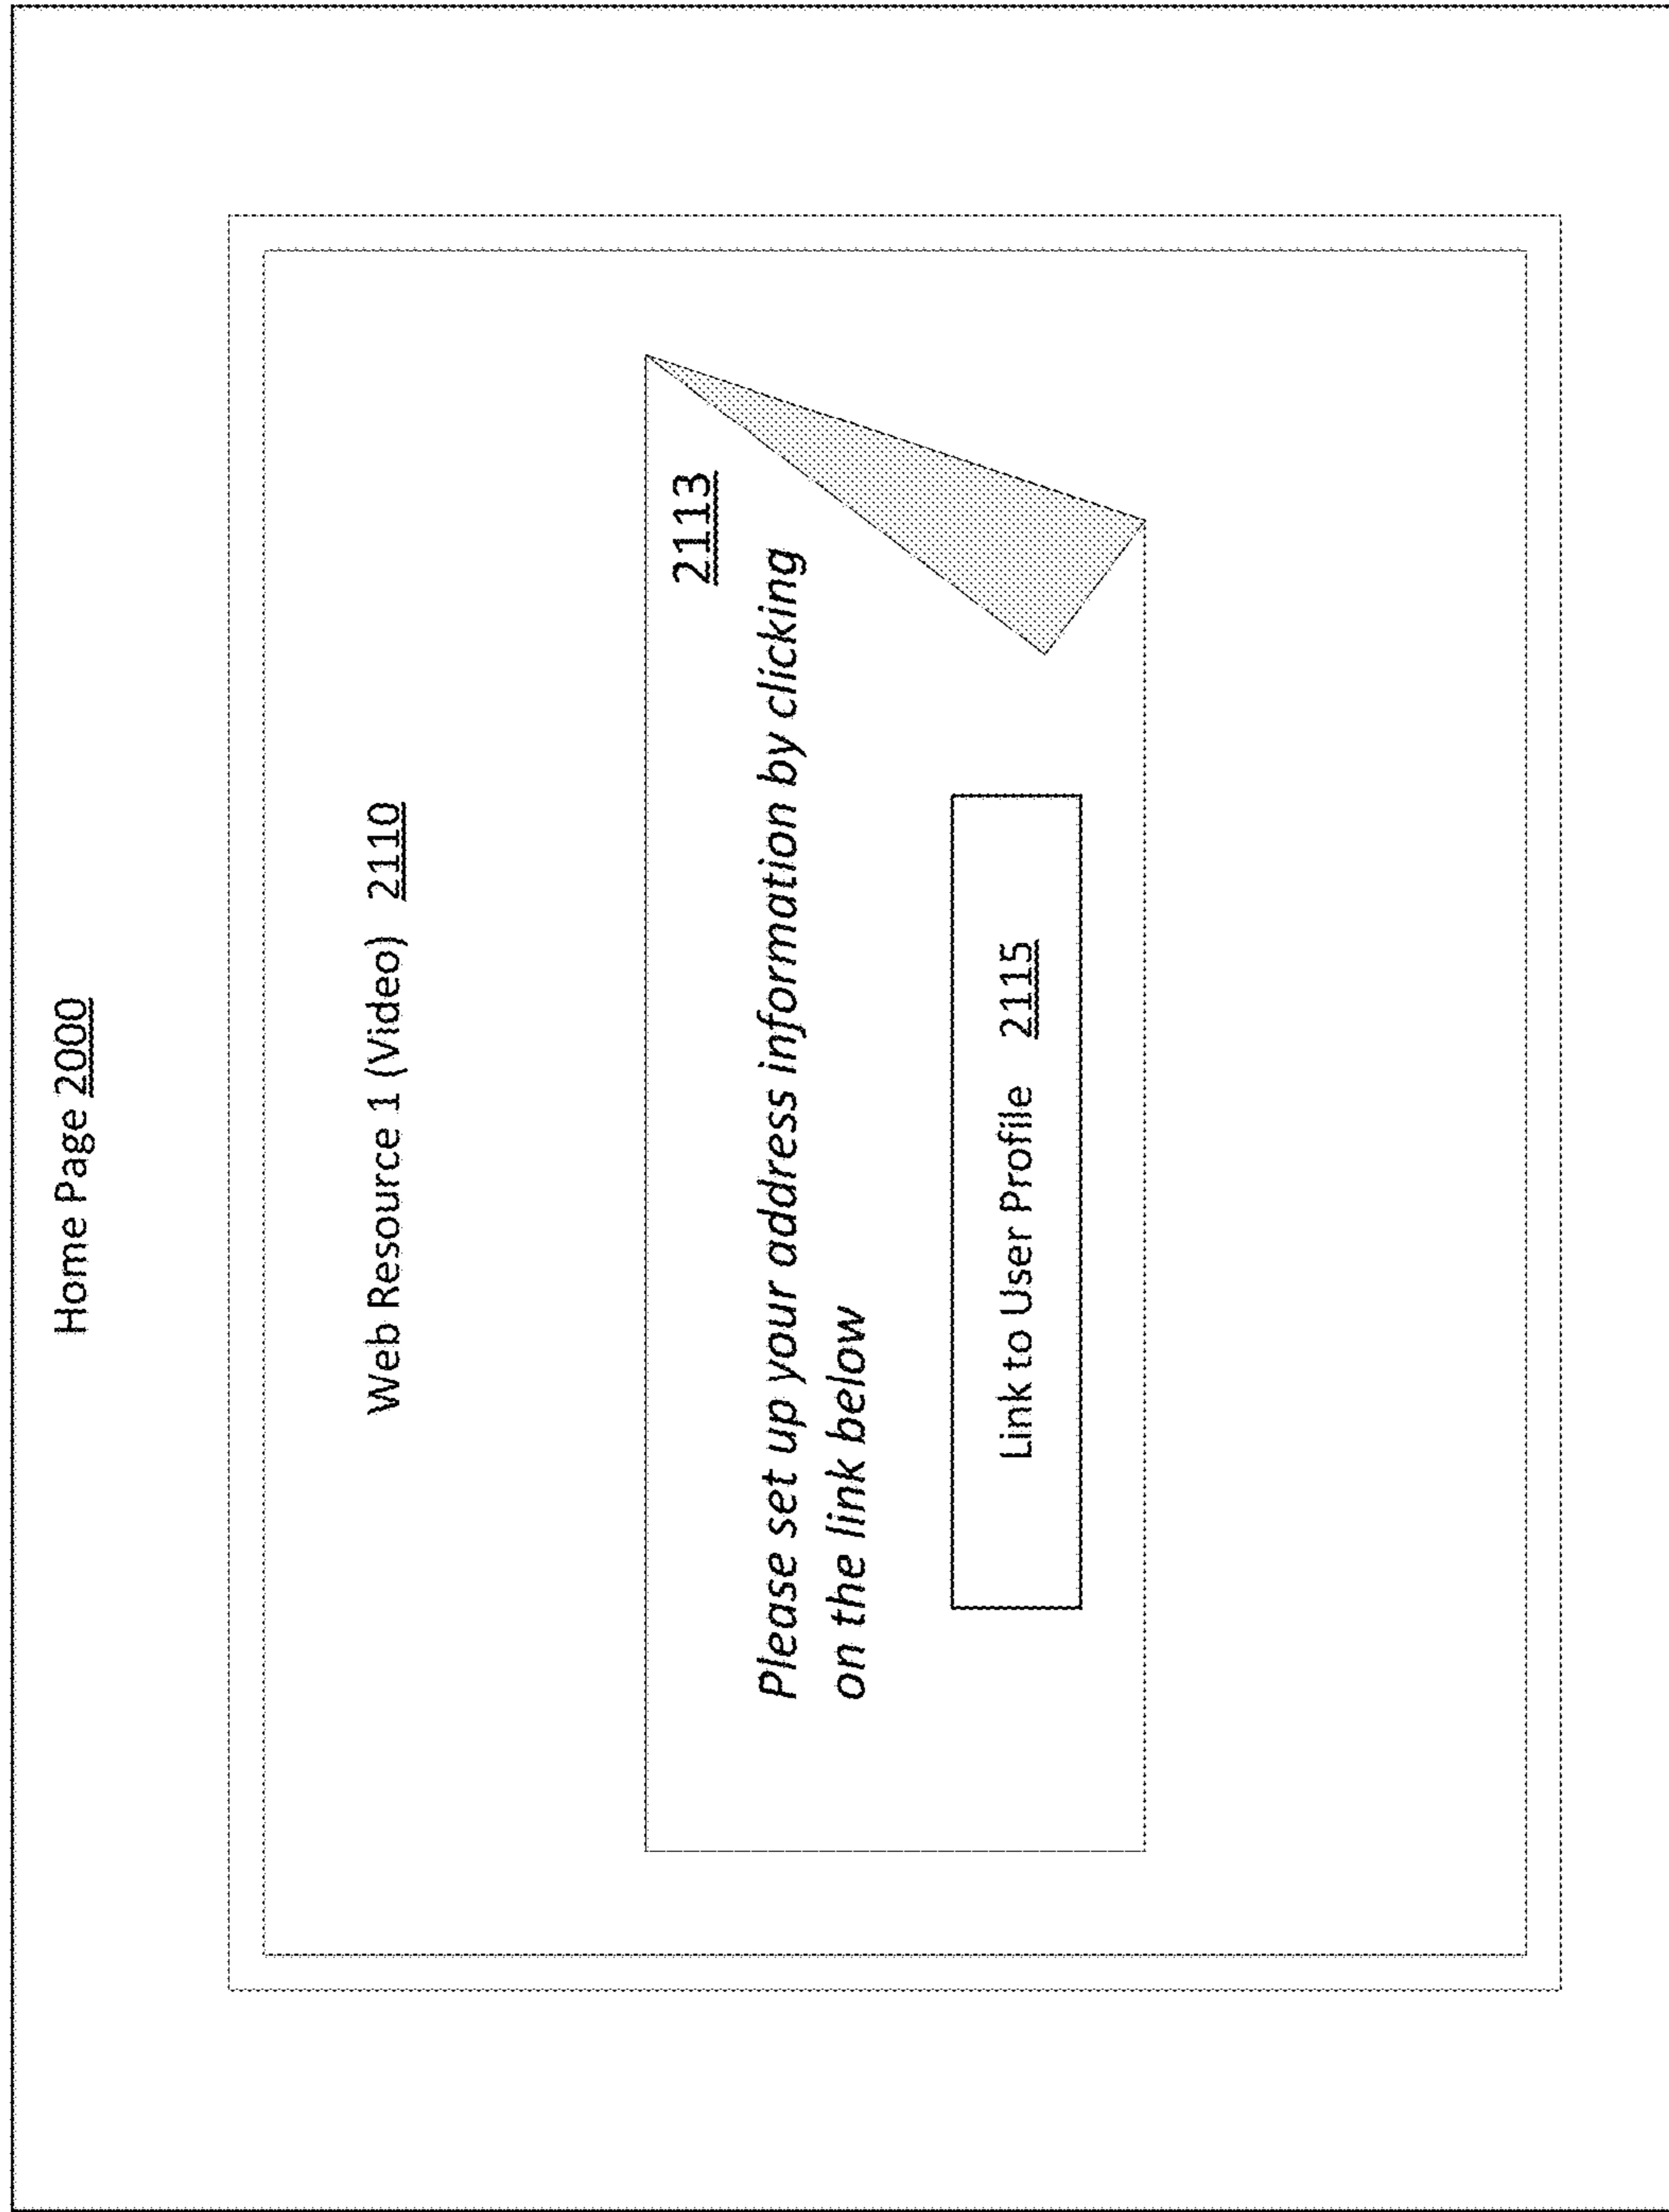 Home Page 2000
Web Resource 1 (Video) 2110
2113
Please set up your address information by clicking
on the link below
Link to User Profile 2115